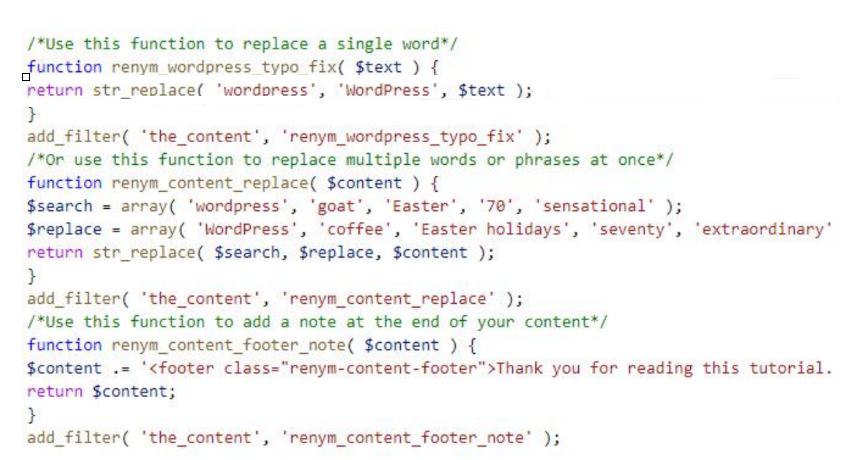 /*Use this function to replace a single word*/
function renym_wordpress_typo_fix( $text ) {
return str_replace( 'wordpress', 'WordPress', $text );
}
add_filter( 'the_content', 'renym_wordpress_typo_fix' );
/*Or use this function to replace multiple words or phrases at once*/
function renym_content_replace( $content ) {
$search = array( 'wordpress', 'goat', 'Easter', '70', 'sensational' );
$replace = array( 'WordPress', 'coffee', 'Easter holidays', 'seventy', 'extraordinary'
return str_replace( $search, $replace, $content );
}
add_filter( 'the_content', 'renym_content_replace' );
/*Use this function to add a note at the end of your content*/
function renym_content_footer_note( $content ) {
$content .= '<footer class="renym-content-footer">Thank you for reading this tutorial.
return $content;
}
add_filter( 'the_content', 'renym_content_footer_note' );